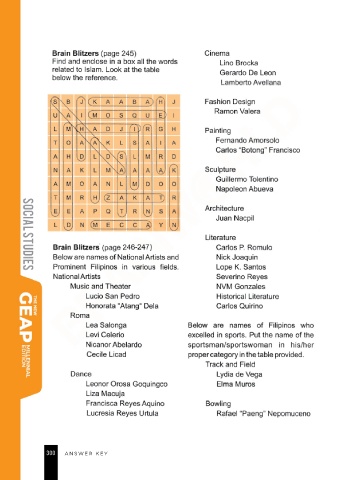 Brain Blitzers (page 245)
Find and enclose in a box all the words
related to Islam. Look at the table
below the reference.
S B J K A A B A H J
U A I M O S Q U E I
L M H A D J I R G H
T O A A K L S A I A
A H D L D S L M R D
N A K L M A A A A K
A M O A N L M D O O
T M R H Z A K A T R
E E A P Q T R N S A
L D N M E C C A Y N
Brain Blitzers (page 246-247)
Below are names of National Artists and
Prominent Filipinos in various fields.
National Artists
Music and Theater
Lucio San Pedro
Honorata “Atang” Dela
Roma
Lea Salonga
Levi Celerio
Nicanor Abelardo
Cecile Licad
Dance
Leonor Orosa Goquingco
Liza Macuja
Francisca Reyes Aquino
Lucresia Reyes Urtula
Cinema
Lino Brocka
Gerardo De Leon
Lamberto Avellana
Fashion Design
Ramon Valera
Painting
Fernando Amorsolo
Carlos “Botong” Francisco
Sculpture
Guillermo Tolentino
Napoleon Abueva
Architecture
Juan Nacpil
Literature
Carlos P. Romulo
Nick Joaquin
Lope K. Santos
Severino Reyes
NVM Gonzales
Historical Literature
Carlos Quirino
Below are names of Filipinos who
excelled in sports. Put the name of the
sportsman/sportswoman in his/her
proper category in the table provided.
Track and Field
Lydia de Vega
Elma Muros
Bowling
Rafael “Paeng” Nepomuceno
SOCIAL STUDIES
THE NEW
GEAP
MILLENNIAL
EDITION
300 ANSWER KEY